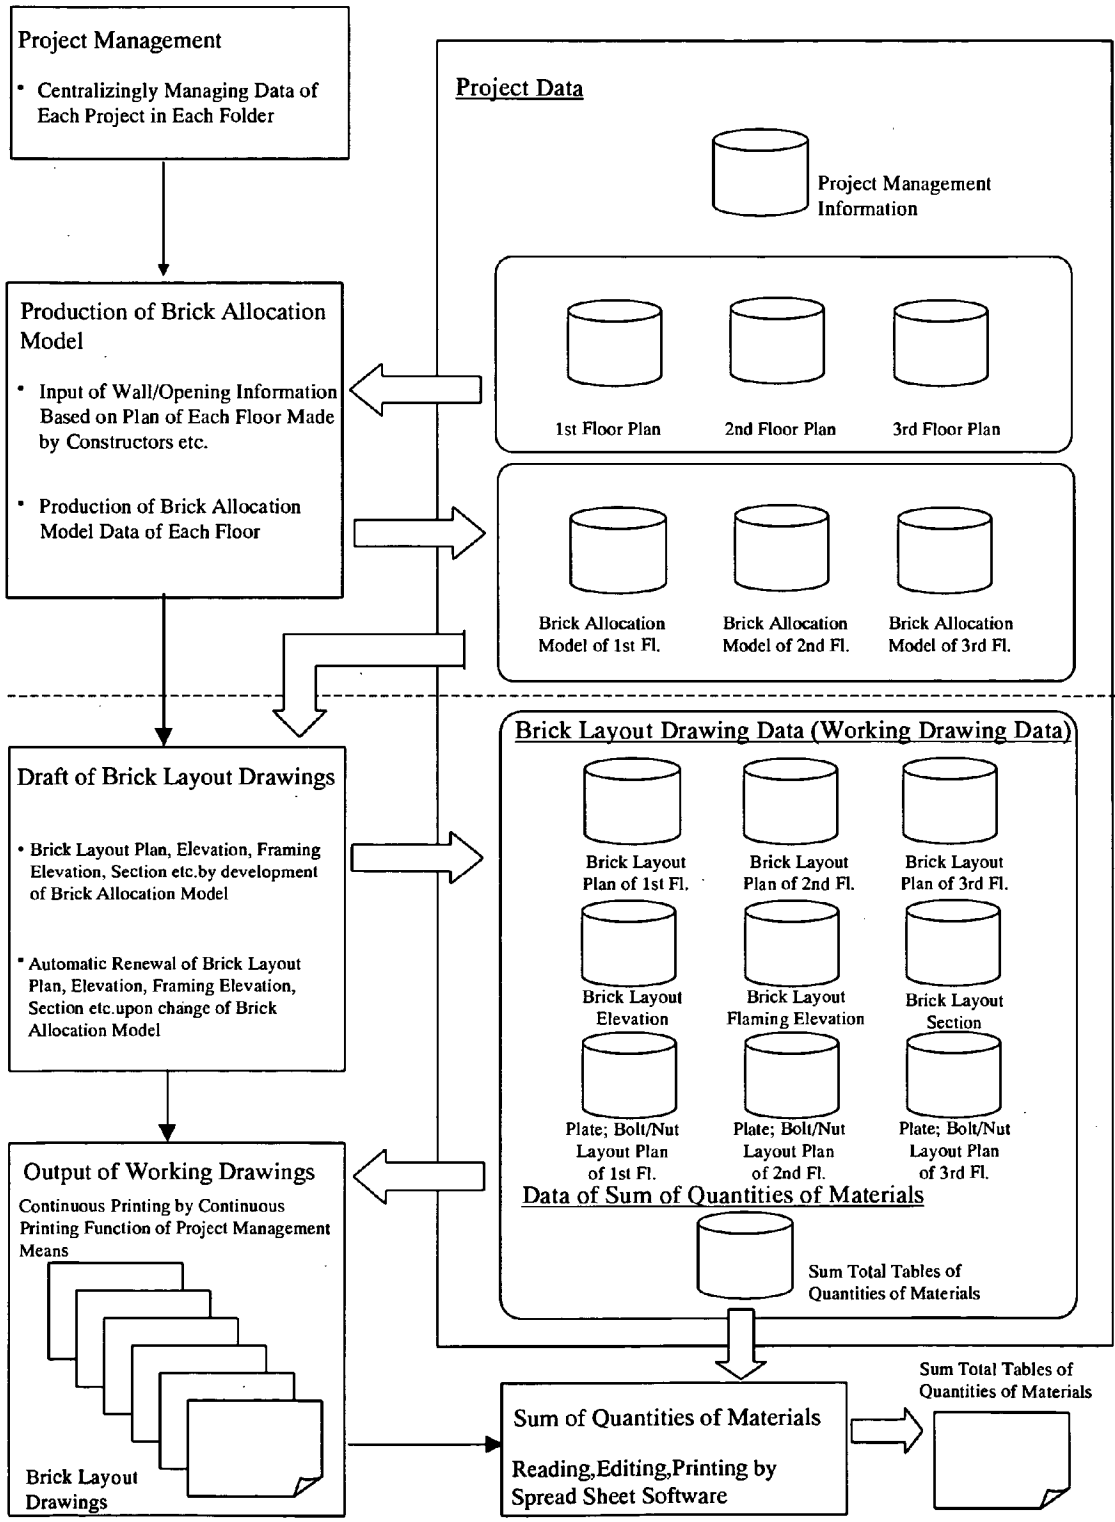 Project Management
• Centralizingly Managing Data of
Each Project in Each Folder
Project Data
Project Management
Information
Production of Brick Allocation
Model
• Input of Wall/Opening Information
Based on Plan of Each Floor Made
by Constructors etc.
• Production of Brick Allocation
Model Data of Each Floor
1st Floor Plan
2nd Floor Plan
3rd Floor Plan
Brick Allocation
Model of 1st Fl.
Brick Allocation
Model of 2nd Fl.
Brick Allocation
Model of 3rd Fl.
Draft of Brick Layout Drawings
• Brick Layout Plan, Elevation, Framing
Elevation, Section etc.by development
of Brick Allocation Model
• Automatic Renewal of Brick Layout
Plan, Elevation, Framing Elevation,
Section etc.upon change of Brick
Allocation Model
Brick Layout Drawing Data (Working Drawing Data)
Brick Layout
Plan of 1st Fl.
Brick Layout
Plan of 2nd Fl.
Brick Layout
Plan of 3rd Fl.
Brick Layout
Elevation
Brick Layout
Flaming Elevation
Brick Layout
Section
Plate; Bolt/Nut
Layout Plan
of 1st Fl.
Plate; Bolt/Nut
Layout Plan
of 2nd Fl.
Plate; Bolt/Nut
Layout Plan
of 3rd Fl.
Data of Sum of Quantities of Materials
Sum Total Tables of
Quantities of Materials
Output of Working Drawings
Continuous Printing by Continuous
Printing Function of Project Management
Means
Brick Layout
Drawings
Sum of Quantities of Materials
Reading,Editing,Printing by
Spread Sheet Software
Sum Total Tables of
Quantities of Materials